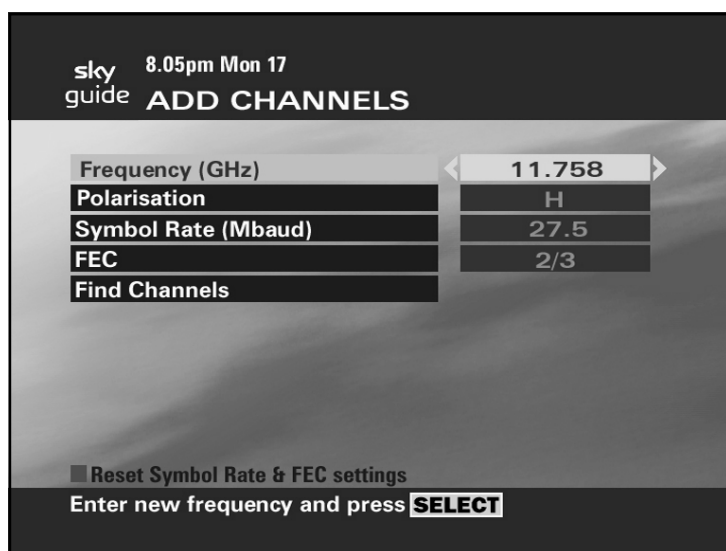 sky 8.05pm Mon 17
guide ADD CHANNELS
Frequency (GHz) 11.758
Polarisation H
Symbol Rate (Mbaud) 27.5
FEC 2/3
Find Channels
Reset Symbol Rate & FEC settings
Enter new frequency and press SELECT